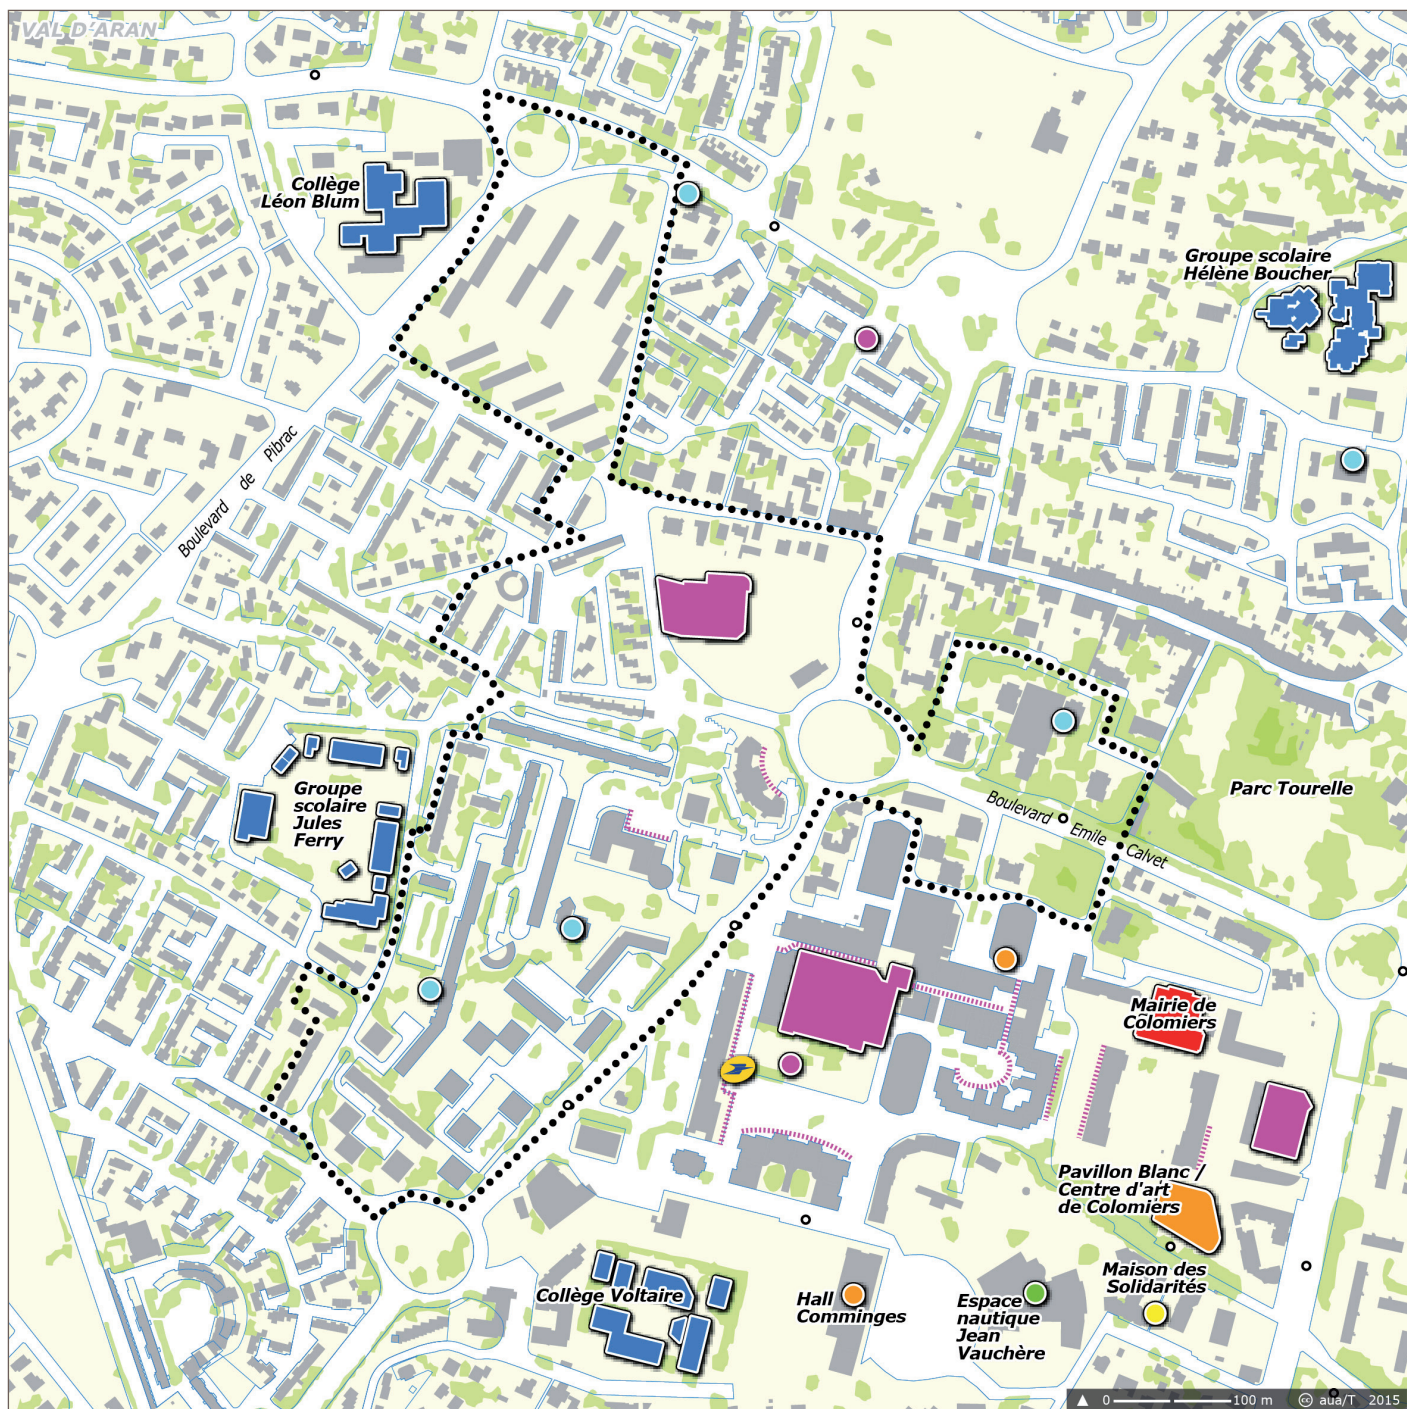 VAL D'ARAN
Collège
Léon Blum
Groupe scolaire
Hélène Boucher
Boulevard de Pibrac
Groupe
scolaire
Jules
Ferry
Boulevard Emile Calvet
Parc Tourelle
Mairie de
Colomiers
Pavillon Blanc /
Centre d'art
de Colomiers
Maison des
Solidarités
Collège Voltaire
Hall
Comminges
Espace
nautique
Jean
Vauchère
0 100 m cc aua/T 2015